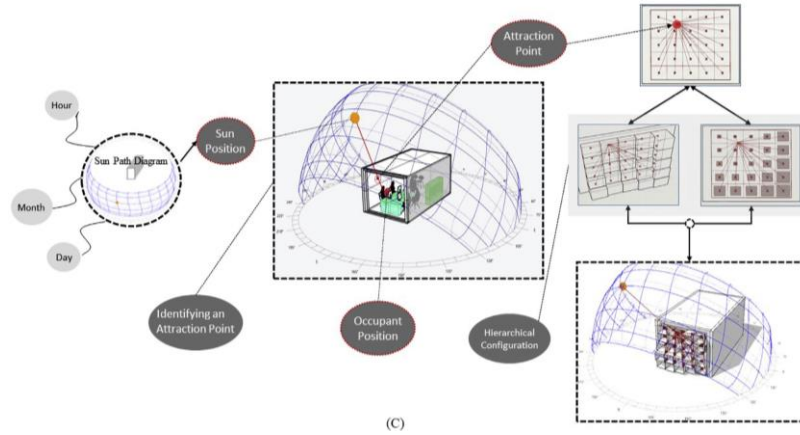 Hour
Month
Day
Sun Path Diagram
Sun
Position
Identifying an
Attraction Point
Occupant
Position
Attraction
Point
Hierarchical
Configuration
(C)